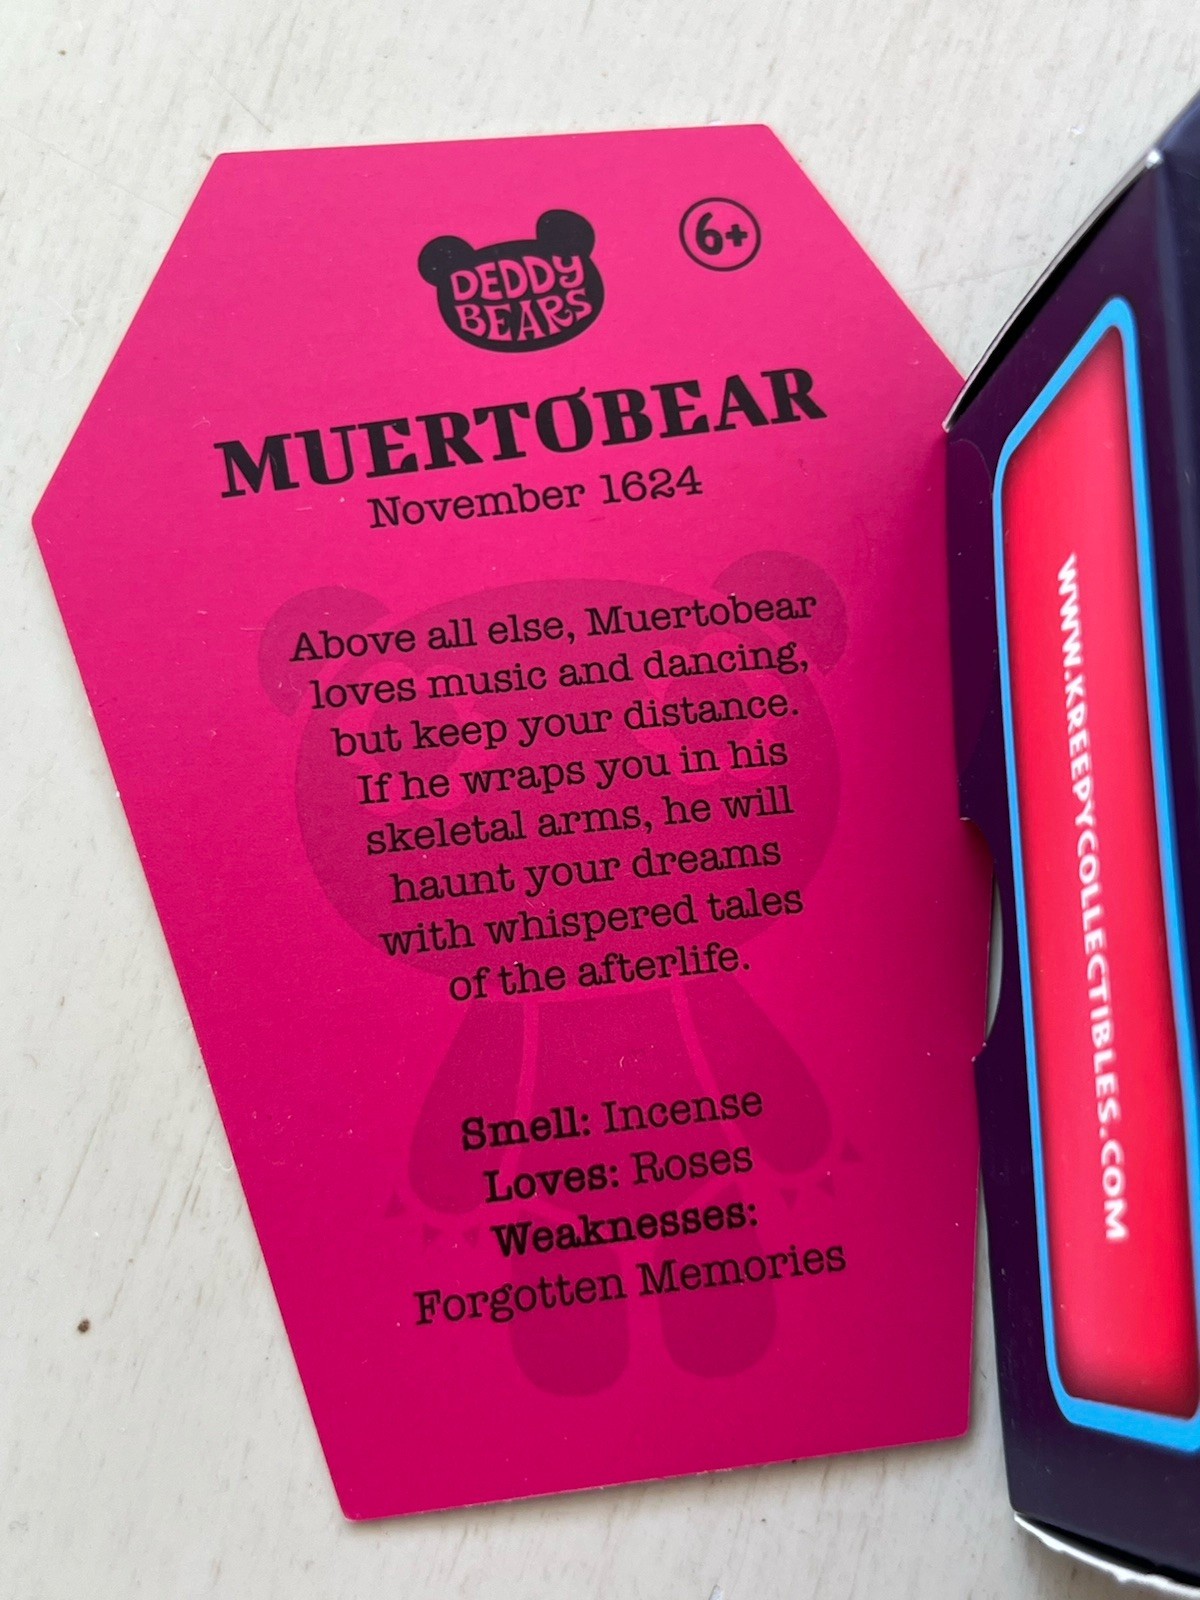 DEDDY
BEARS
6+
MUERTOBEAR
November 1624
Above all else, Muertobear
loves music and dancing,
but keep your distance.
If he wraps you in his
skeletal arms, he will
haunt your dreams
with whispered tales
of the afterlife.
Smell: Incense
Loves: Roses
Weaknesses:
Forgotten Memories
WWW.KREEPYCOLLECTIBLES.COM